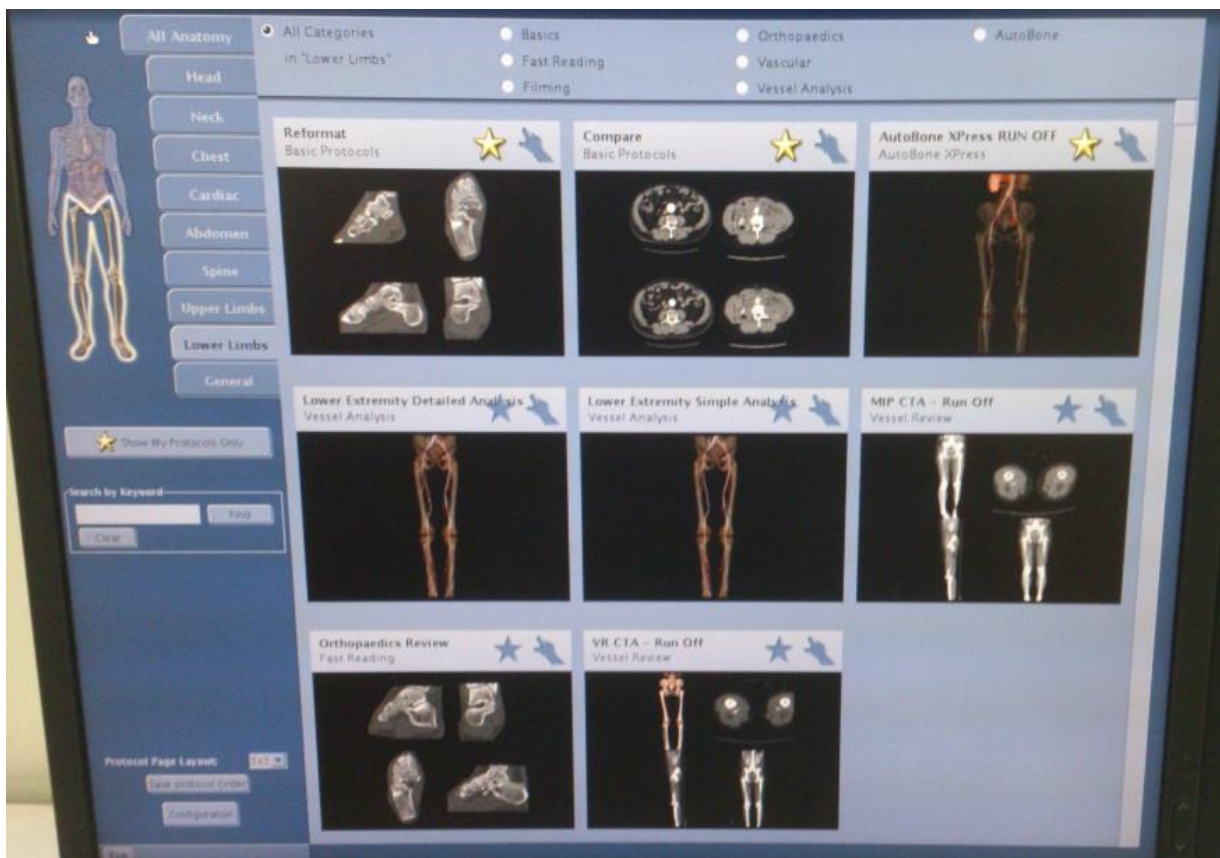 All Anatomy
Head
Neck
Chest
Cardiac
Abdomen
Spine
Upper Limbs
Lower Limbs
General
Show My Protocols Only
Search by Keyword
Find
Clear
Protocol Page Layout:
Save protocol Order
Configuration
Exit
All Categories
in "Lower Limbs"
Basics
Fast Reading
Filming
Orthopaedics
Vascular
Vessel Analysis
AutoBone
Reformat
Basic Protocols
Compare
Basic Protocols
AutoBone XPress RUN OFF
AutoBone XPress
Lower Extremity Detailed Analysis
Vessel Analysis
Lower Extremity Simple Analysis
Vessel Analysis
MIP CTA - Run Off
Vessel Review
Orthopaedics Review
Fast Reading
VR CTA - Run Off
Vessel Review